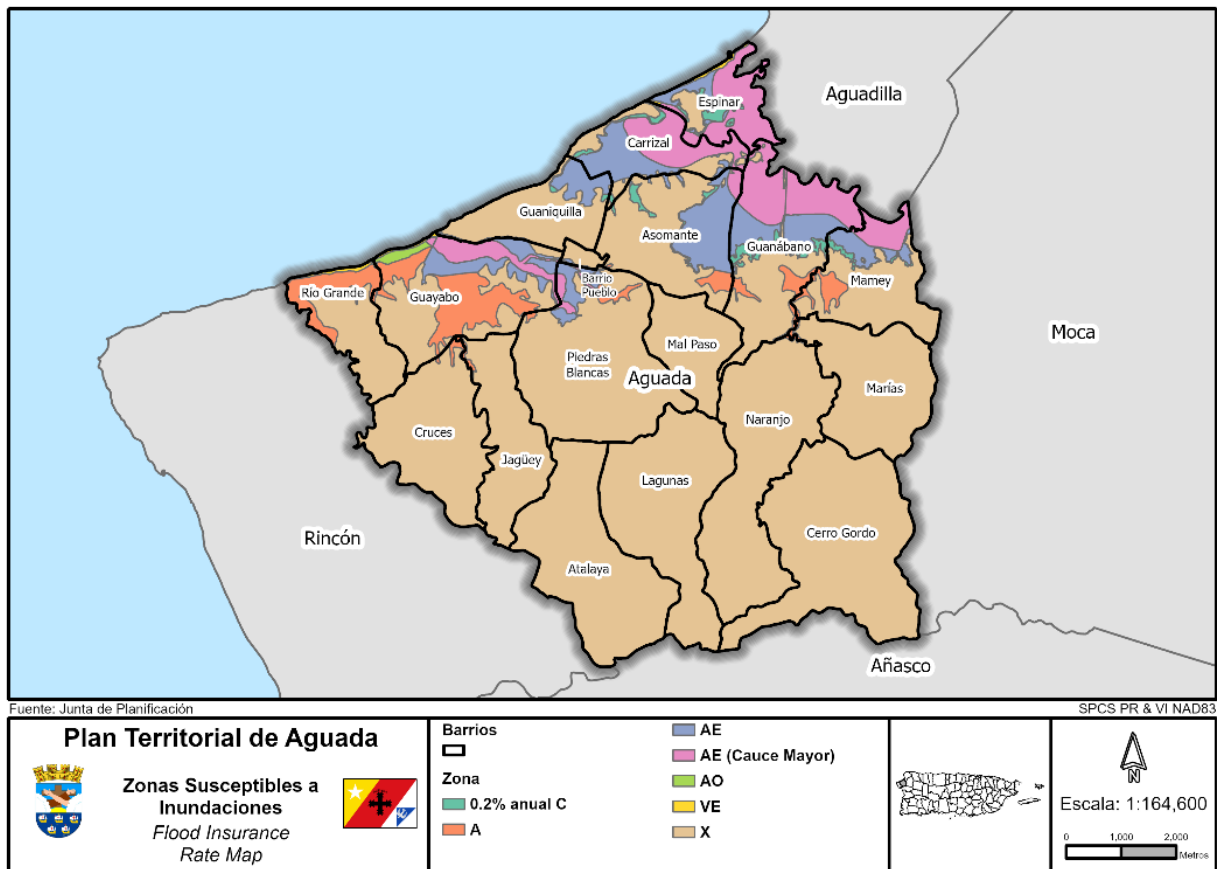 Aguadilla
Espinar
Carrizal
Guaniquilla
Asomante
Guanábano
Mamey
Barrio
Pueblo
Río Grande
Guayabo
Moca
Mal Paso
Piedras
Blancas
Aguada
Marías
Naranjo
Cruces
Jagüey
Lagunas
Rincón
Cerro Gordo
Atalaya
Añasco
Fuente: Junta de Planificación
SPCS PR & VI NAD83
Plan Territorial de Aguada
Zonas Susceptibles a
Inundaciones
Flood Insurance
Rate Map
Barrios
Zona
0.2% anual C
A
AE
AE (Cauce Mayor)
AO
VE
X
N
Escala: 1:164,600
0 1,000 2,000
Metros